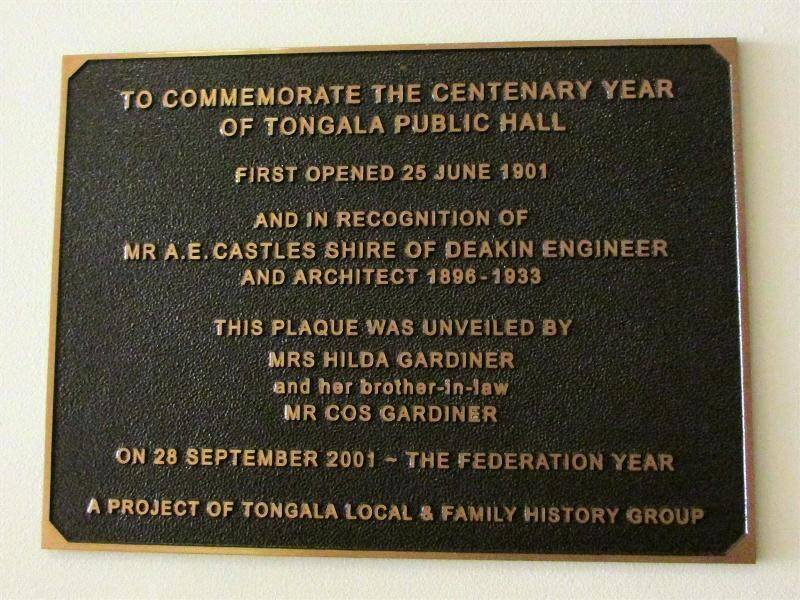 TO COMMEMORATE THE CENTENARY YEAR
OF TONGALA PUBLIC HALL
FIRST OPENED 25 JUNE 1901
AND IN RECOGNITION OF
MR A.E. CASTLES SHIRE OF DEAKIN ENGINEER
AND ARCHITECT 1896-1933
THIS PLAQUE WAS UNVEILED BY
MRS HILDA GARDINER
and her brother-in-law
MR COS GARDINER
ON 28 SEPTEMBER 2001 ~ THE FEDERATION YEAR
A PROJECT OF TONGALA LOCAL & FAMILY HISTORY GROUP